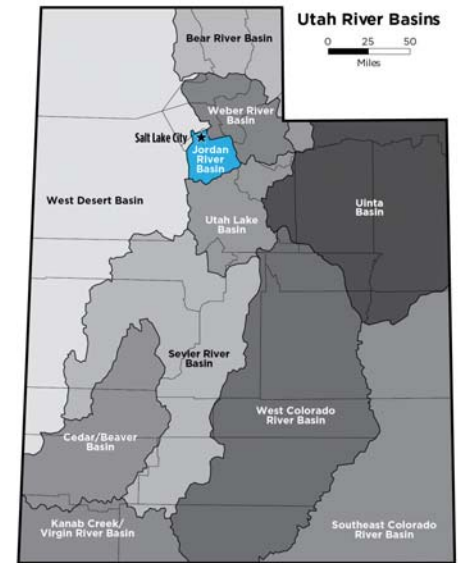 Utah River Basins
0 25 50
Miles
Bear River Basin
Weber River
Basin
Salt Lake City
Jordan
River
Basin
West Desert Basin
Utah Lake
Basin
Uinta
Basin
Sevier River
Basin
West Colorado
River Basin
Cedar/Beaver
Basin
Kanab Creek/
Virgin River Basin
Southeast Colorado
River Basin